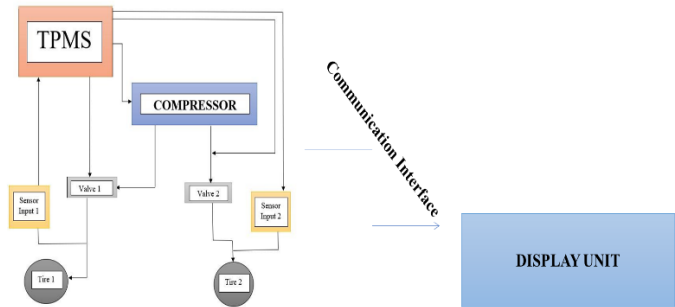 TPMS
COMPRESSOR
Communication Interface
Valve 1
Valve 2
Sensor
Input 1
Sensor
Input 2
Tire 1
Tire 2
DISPLAY UNIT